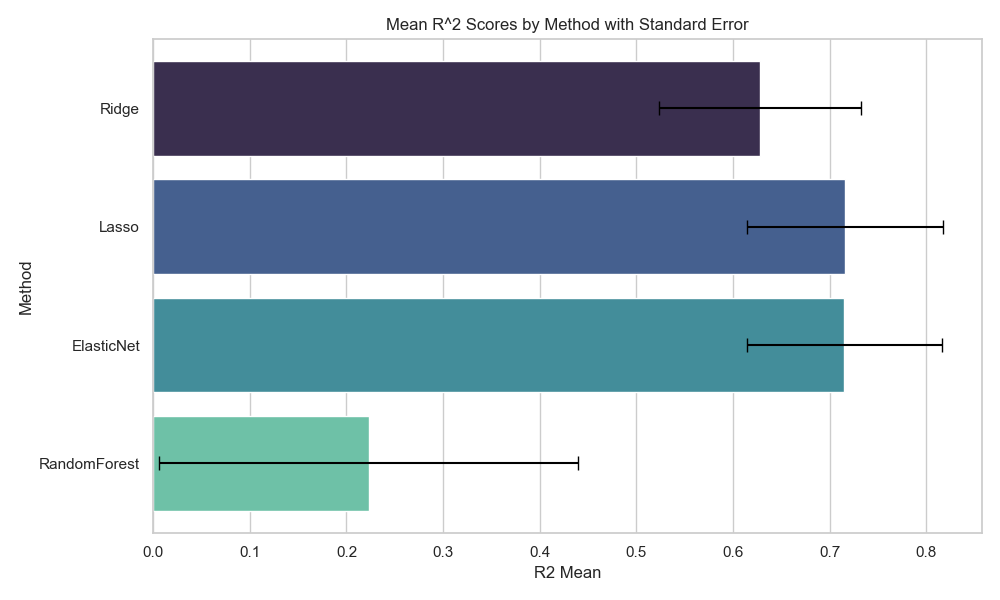 Mean R^2 Scores by Method with Standard Error
Method
Ridge
Lasso
ElasticNet
RandomForest
0.0 0.1 0.2 0.3 0.4 0.5 0.6 0.7 0.8
R2 Mean